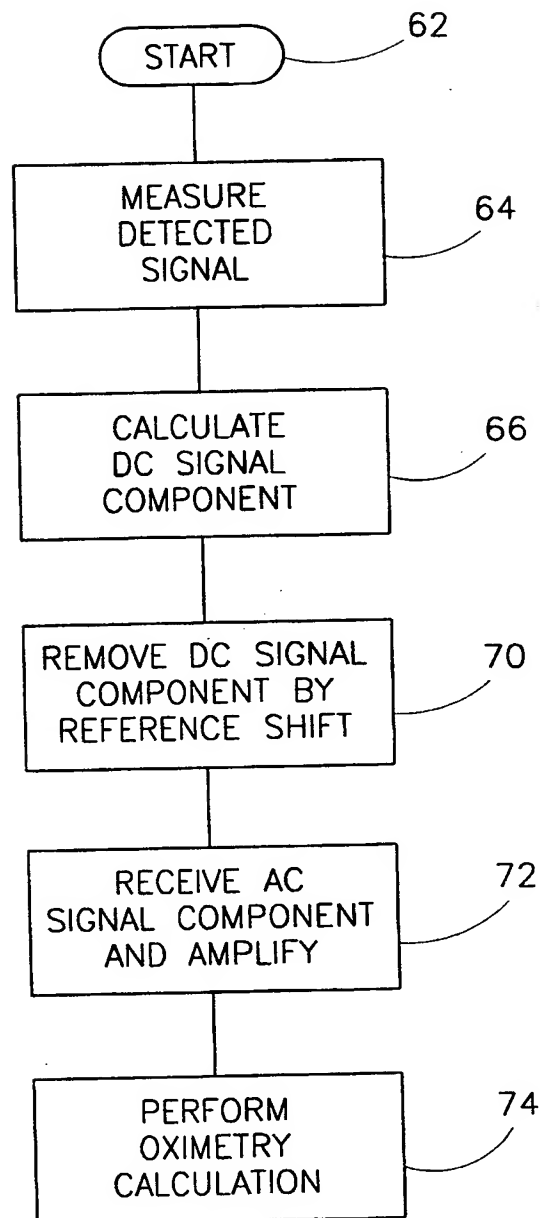 START
62
MEASURE
DETECTED
SIGNAL
64
CALCULATE
DC SIGNAL
COMPONENT
66
REMOVE DC SIGNAL
COMPONENT BY
REFERENCE SHIFT
70
RECEIVE AC
SIGNAL COMPONENT
AND AMPLIFY
72
PERFORM
OXIMETRY
CALCULATION
74